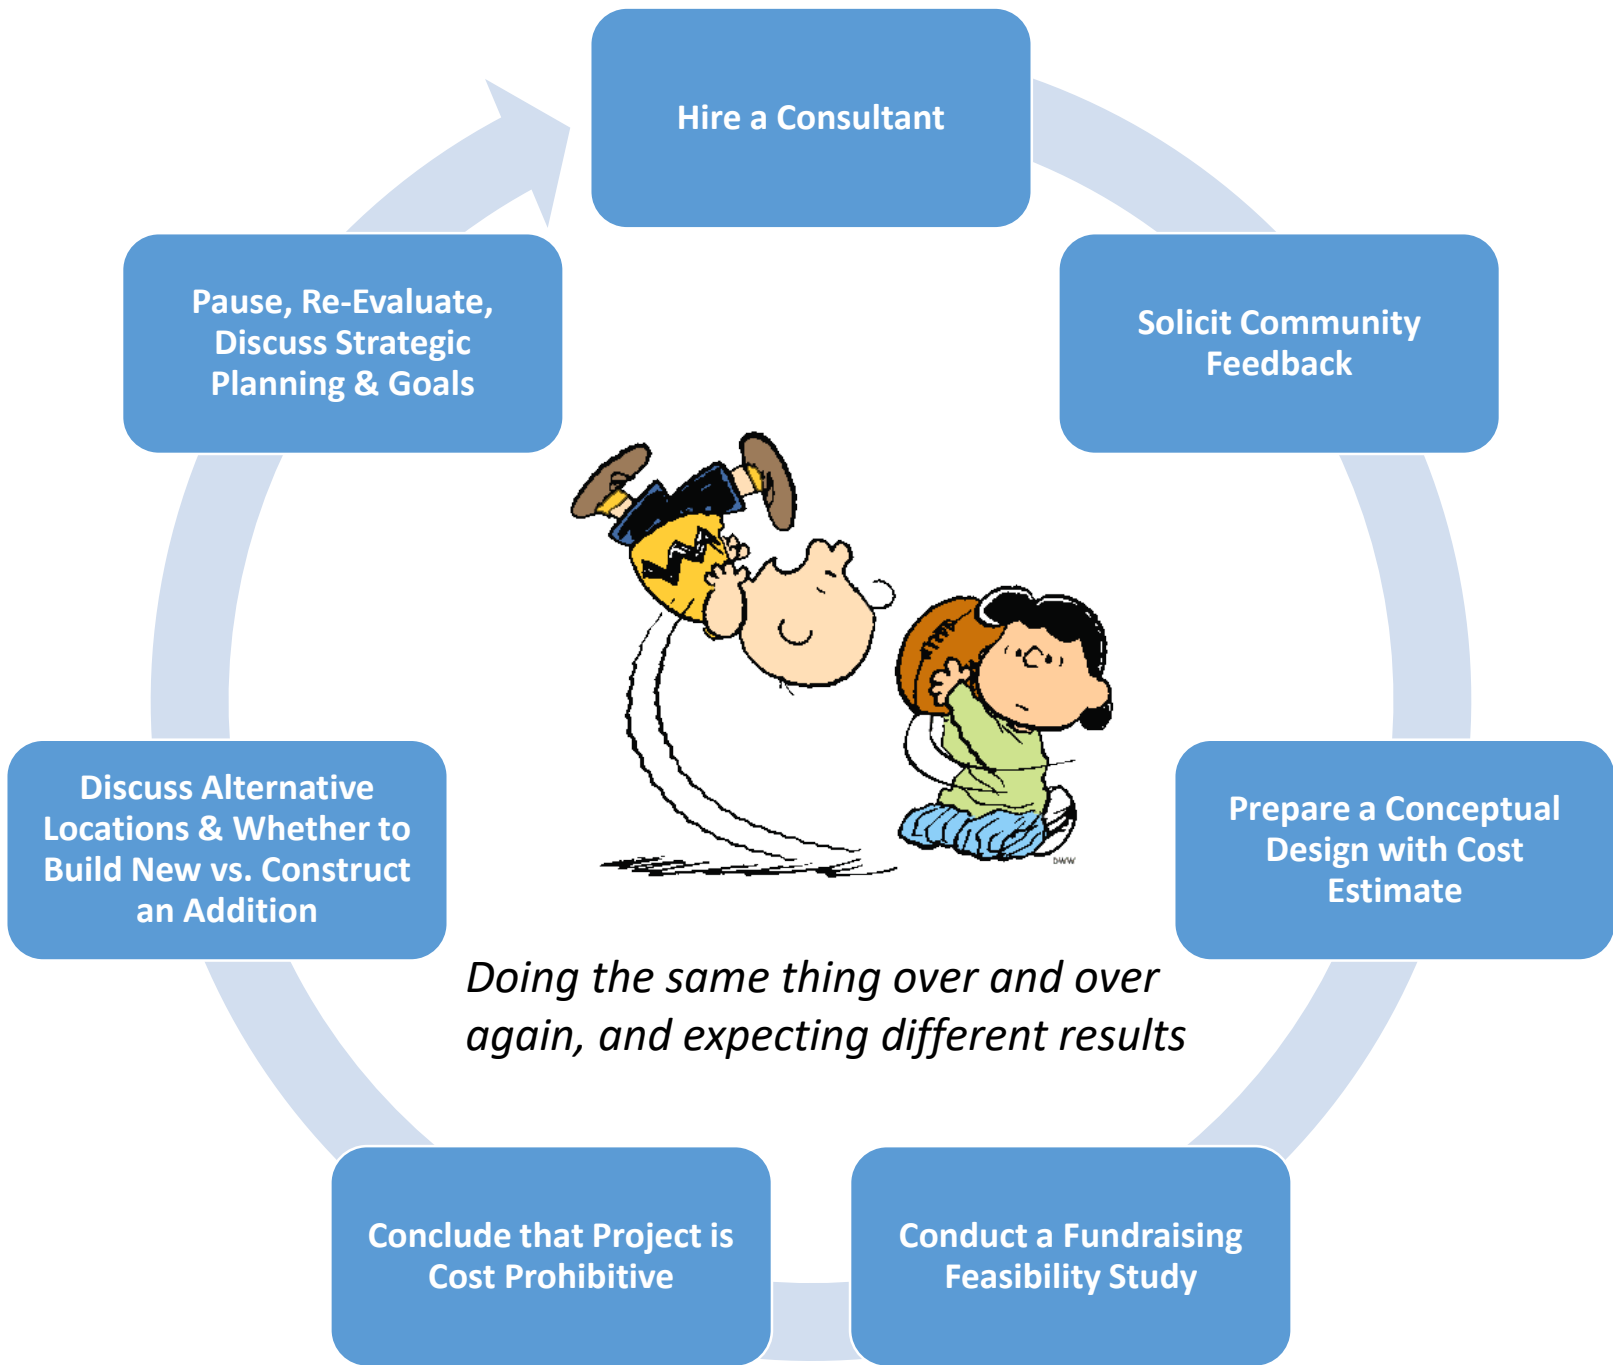 Hire a Consultant
Solicit Community
Feedback
Prepare a Conceptual
Design with Cost
Estimate
Conduct a Fundraising
Feasibility Study
Conclude that Project is
Cost Prohibitive
Discuss Alternative
Locations & Whether to
Build New vs. Construct
an Addition
Pause, Re-Evaluate,
Discuss Strategic
Planning & Goals
DWW
Doing the same thing over and over
again, and expecting different results